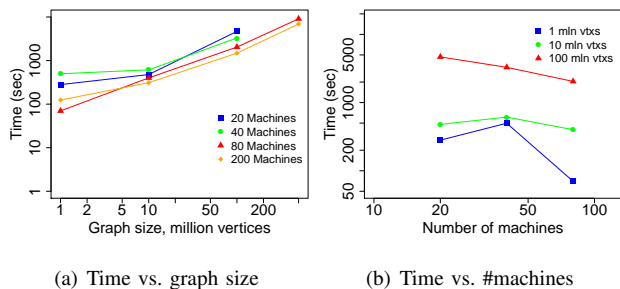 Time (sec)
1000
100
10
1
1
2
5
10
50
200
Graph size, million vertices
20 Machines
40 Machines
80 Machines
200 Machines
(a) Time vs. graph size
Time (sec)
5000
1000
200
50
10
20
50
100
Number of machines
1 mln vtxs
10 mln vtxs
100 mln vtxs
(b) Time vs. #machines